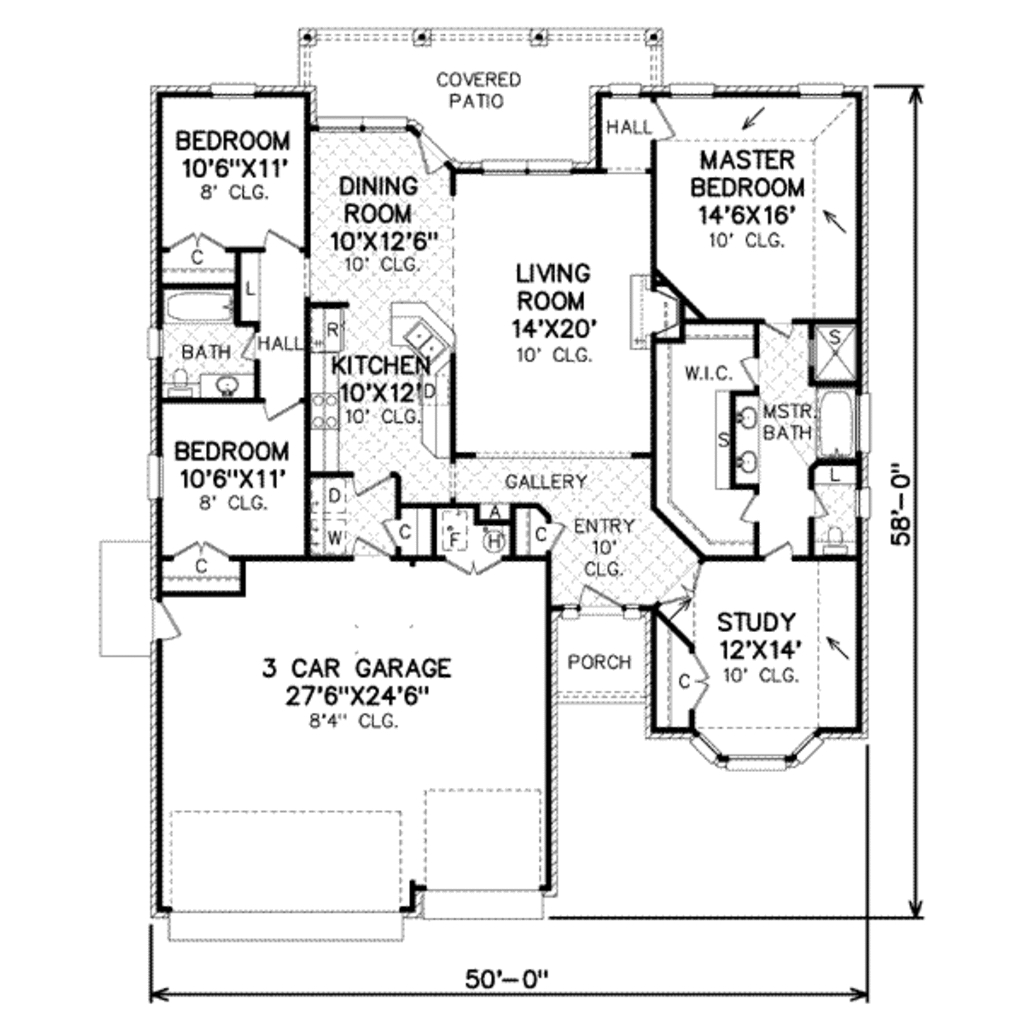 COVERED
PATIO
BEDROOM
10'6"X11'
8' CLG.
HALL
MASTER
BEDROOM
14'6X16'
10' CLG.
DINING
ROOM
10'X12'6"
10' CLG.
C
L
LIVING
ROOM
14'X20'
10' CLG.
R
S
BATH
HALL
KITCHEN
10'X12'
10' CLG.
D
W.I.C.
MSTR.
BATH
S
BEDROOM
10'6"X11'
8' CLG.
GALLERY
L
D
W
C
A
F
H
C
ENTRY
10'
CLG.
58'-0"
C
STUDY
12'X14'
10' CLG.
PORCH
C
3 CAR GARAGE
27'6"X24'6"
8'4" CLG.
50'-0"